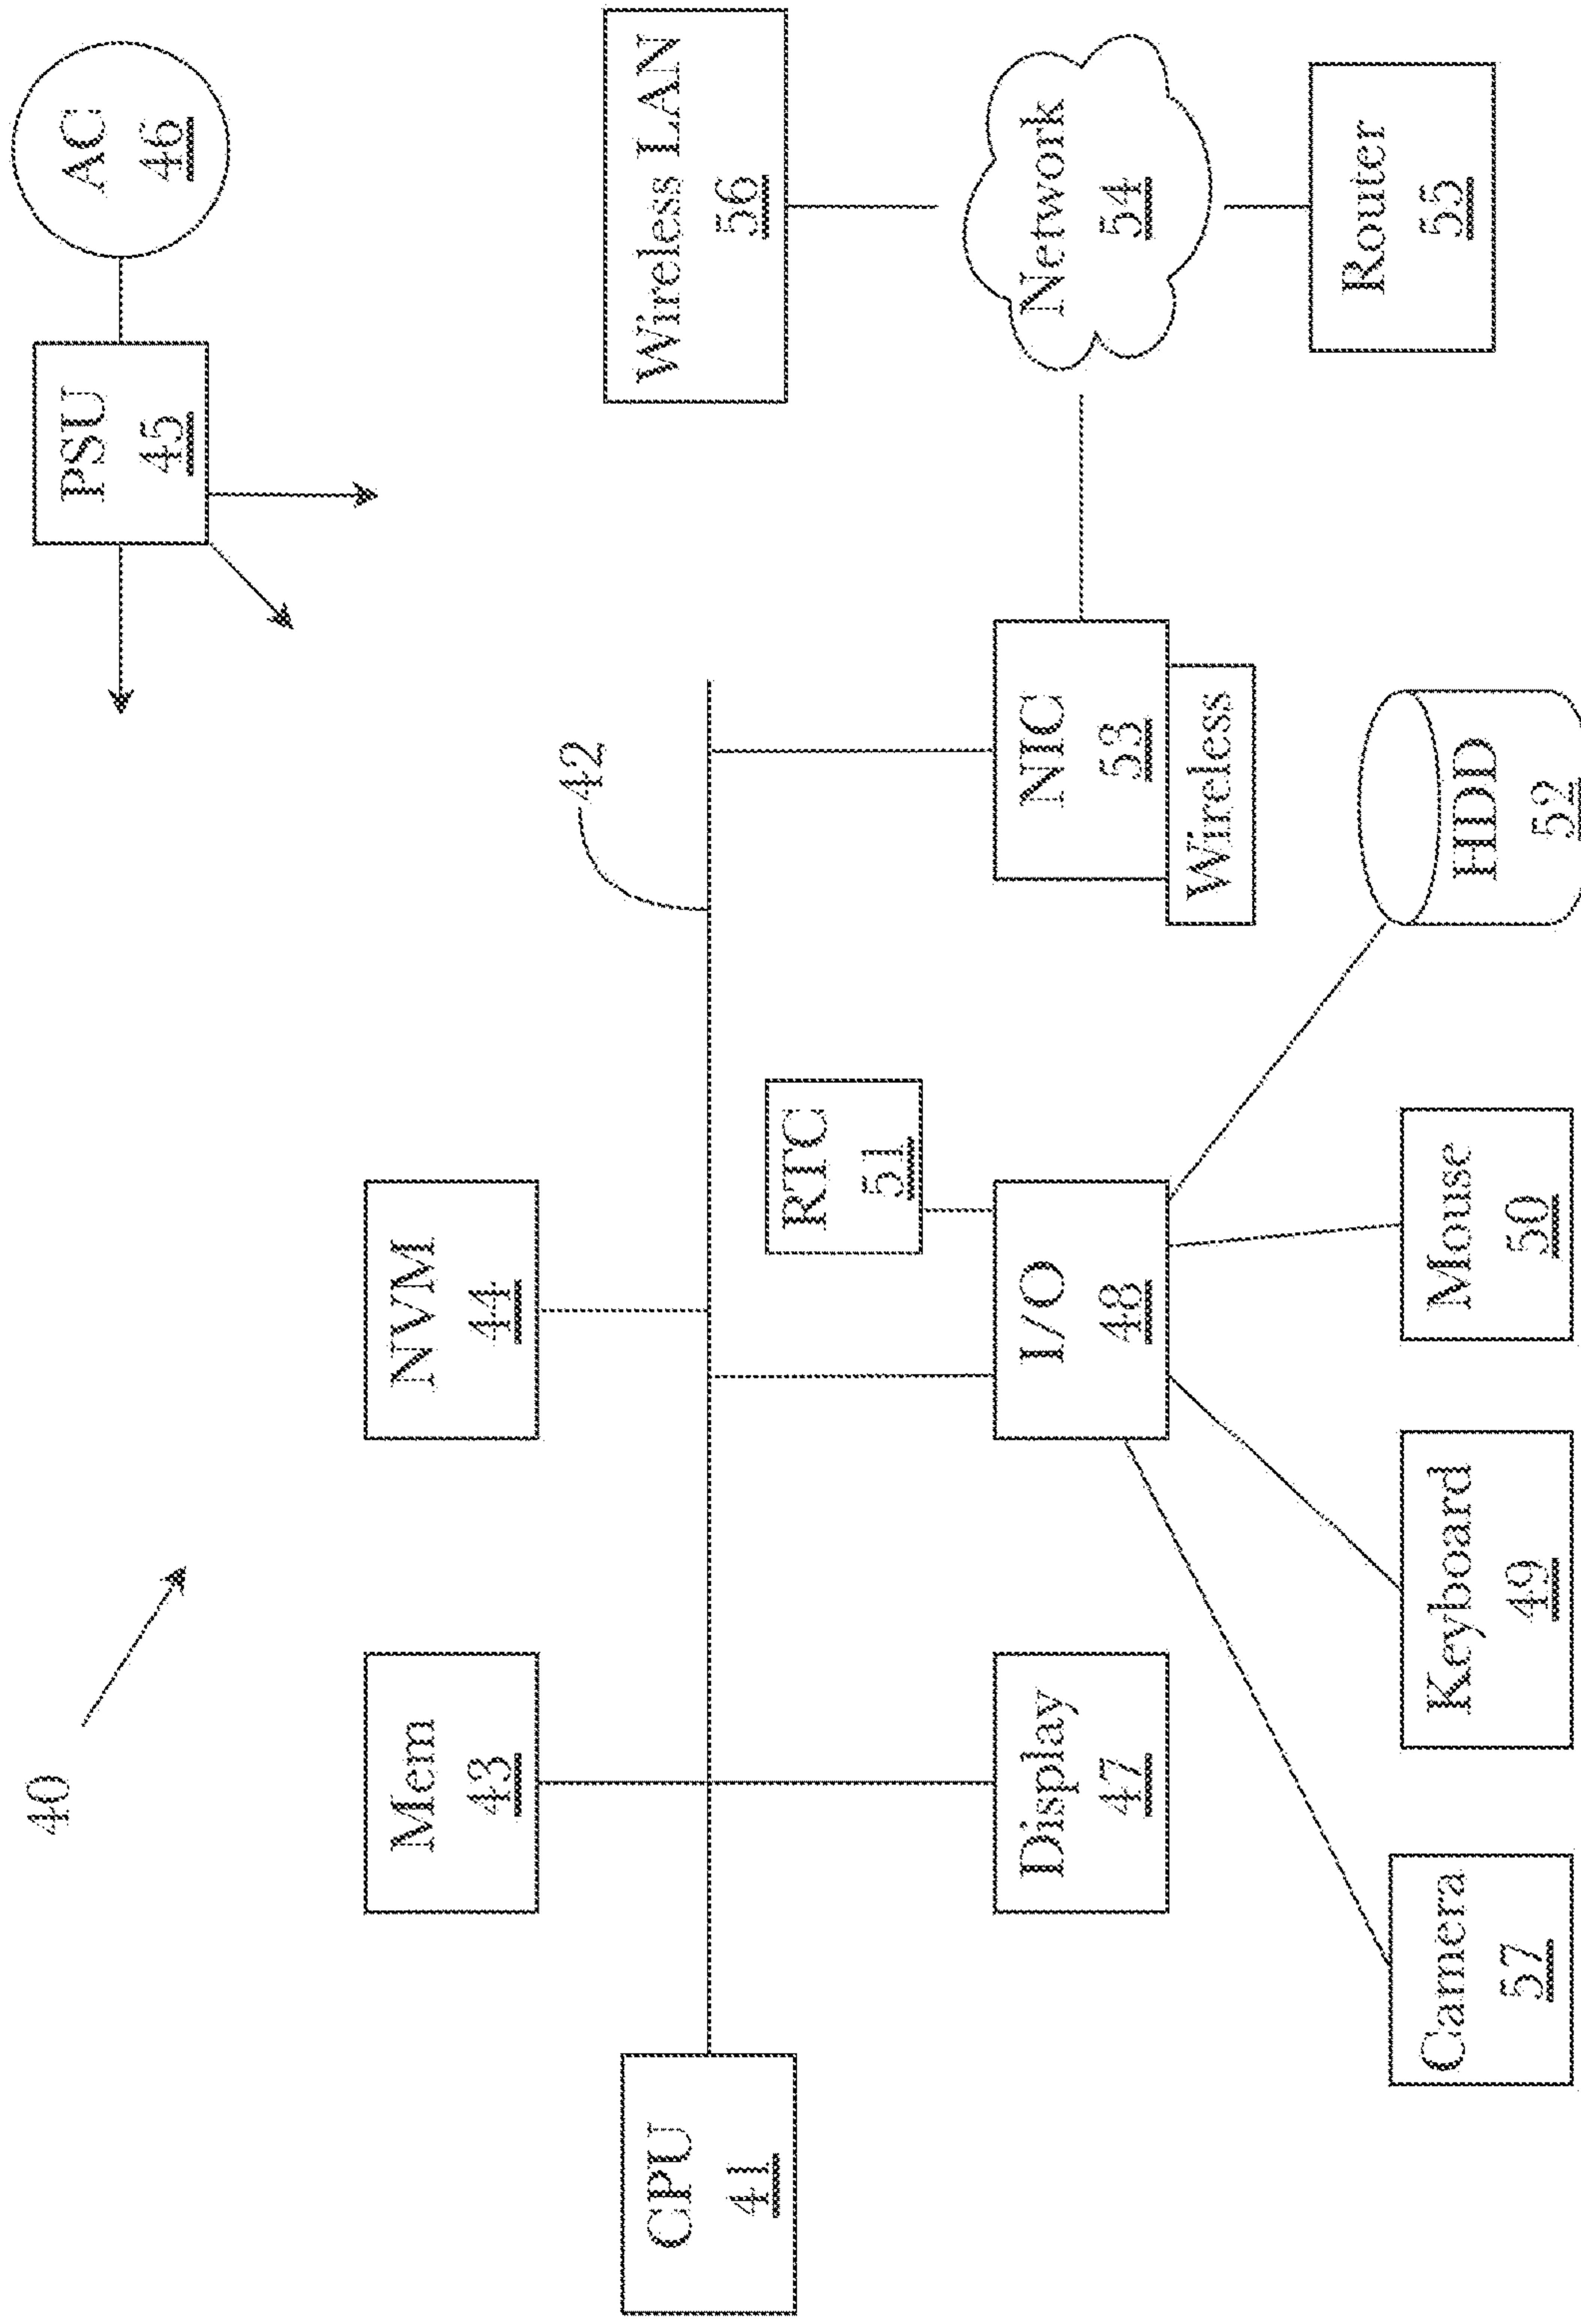 40
PSU
45
AC
46
Mem
43
NVM
44
42
CPU
41
Wireless LAN
56
RTC
51
Display
47
I/O
48
NIC
53
Wireless
Network
54
Camera
57
Keyboard
49
Mouse
50
HDD
52
Router
55